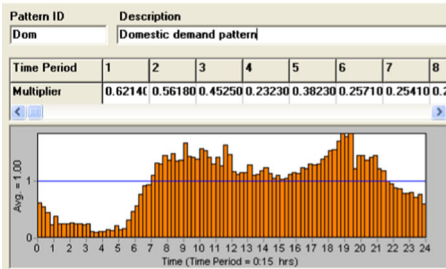 Pattern ID Description
Dom Domestic demand pattern
Time Period 1 2 3 4 5 6 7 8
Multiplier 0.6214( 0.56180 0.45250 0.23230 0.38230 0.25710 0.25410 0.2
Avg. = 1.00
1
0
0 1 2 3 4 5 6 7 8 9 10 11 12 13 14 15 16 17 18 19 20 21 22 23 24
Time (Time Period = 0:15 hrs)